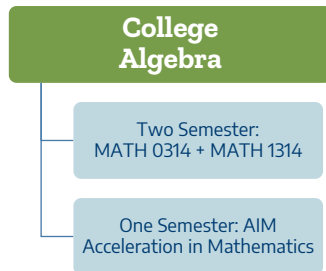 College
Algebra
Two Semester:
MATH 0314 + MATH 1314
One Semester: AIM
Acceleration in Mathematics